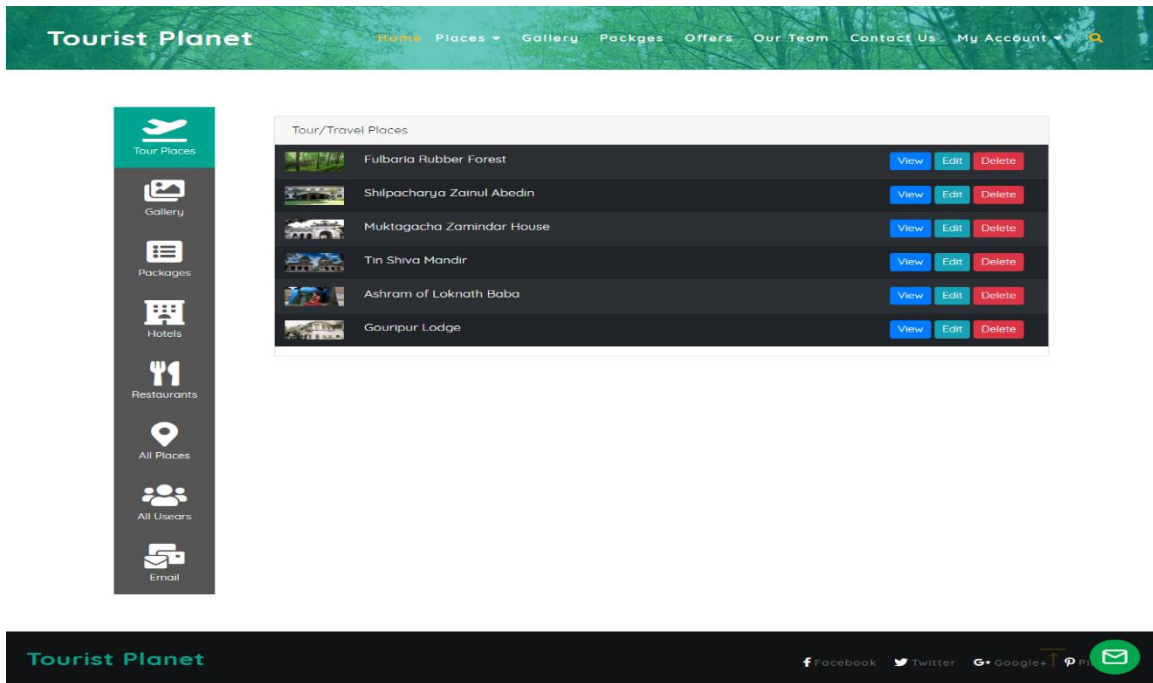 Tourist Planet
Home Places Gallery Packges Offers Our Team Contact Us My Account
Tour Places
Gallery
Packages
Hotels
Restaurants
All Places
All Usears
Email
Tour/Travel Places
Fulbaria Rubber Forest View Edit Delete
Shilpacharya Zainul Abedin View Edit Delete
Muktagacha Zamindar House View Edit Delete
Tin Shiva Mandir View Edit Delete
Ashram of Loknath Baba View Edit Delete
Gouripur Lodge View Edit Delete
Tourist Planet
Facebook Twitter Google+